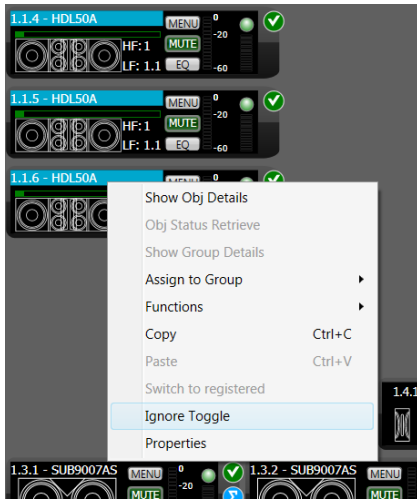 1.1.4 - HDL50A
MENU
0
-20
HF: 1
MUTE
LF: 1.1
EQ
-60
1.1.5 - HDL50A
MENU
0
-20
HF: 1
MUTE
LF: 1.1
EQ
-60
1.1.6 - HDL50A
MENU
0
Show Obj Details
Obj Status Retrieve
Show Group Details
Assign to Group
Functions
Copy Ctrl+C
Paste Ctrl+V
Switch to registered
Ignore Toggle
Properties
1.4.1
1.3.1 - SUB9007AS
MENU
0
-20
MUTE
Σ
1.3.2 - SUB9007AS
MENU
MUTE